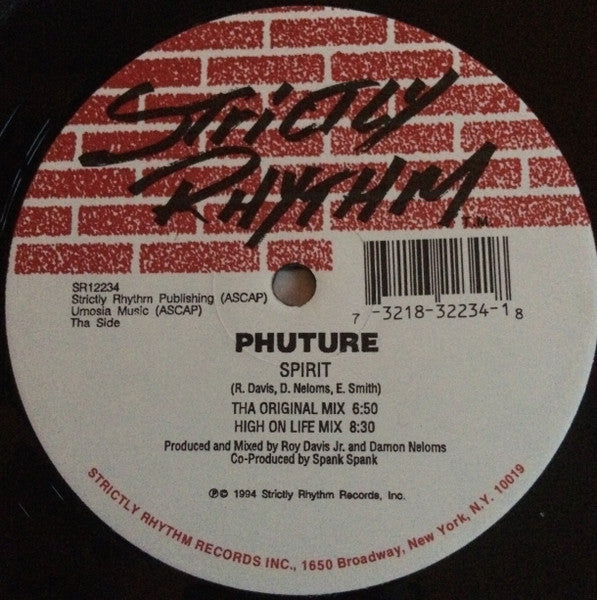 STRICTLY
RHYTHM T.M.
SR12234
Strictly Rhythm Publishing (ASCAP)
Umosia Music (ASCAP)
Tha Side
7 -3218-32234-1 8
PHUTURE
SPIRIT
(R. Davis, D. Neloms, E. Smith)
THA ORIGINAL MIX 6:50
HIGH ON LIFE MIX 8:30
Produced and Mixed by Roy Davis Jr. and Damon Neloms
Co-Produced by Spank Spank
℗© 1994 Strictly Rhythm Records, Inc.
STRICTLY RHYTHM RECORDS INC., 1650 Broadway, New York, N.Y. 10019